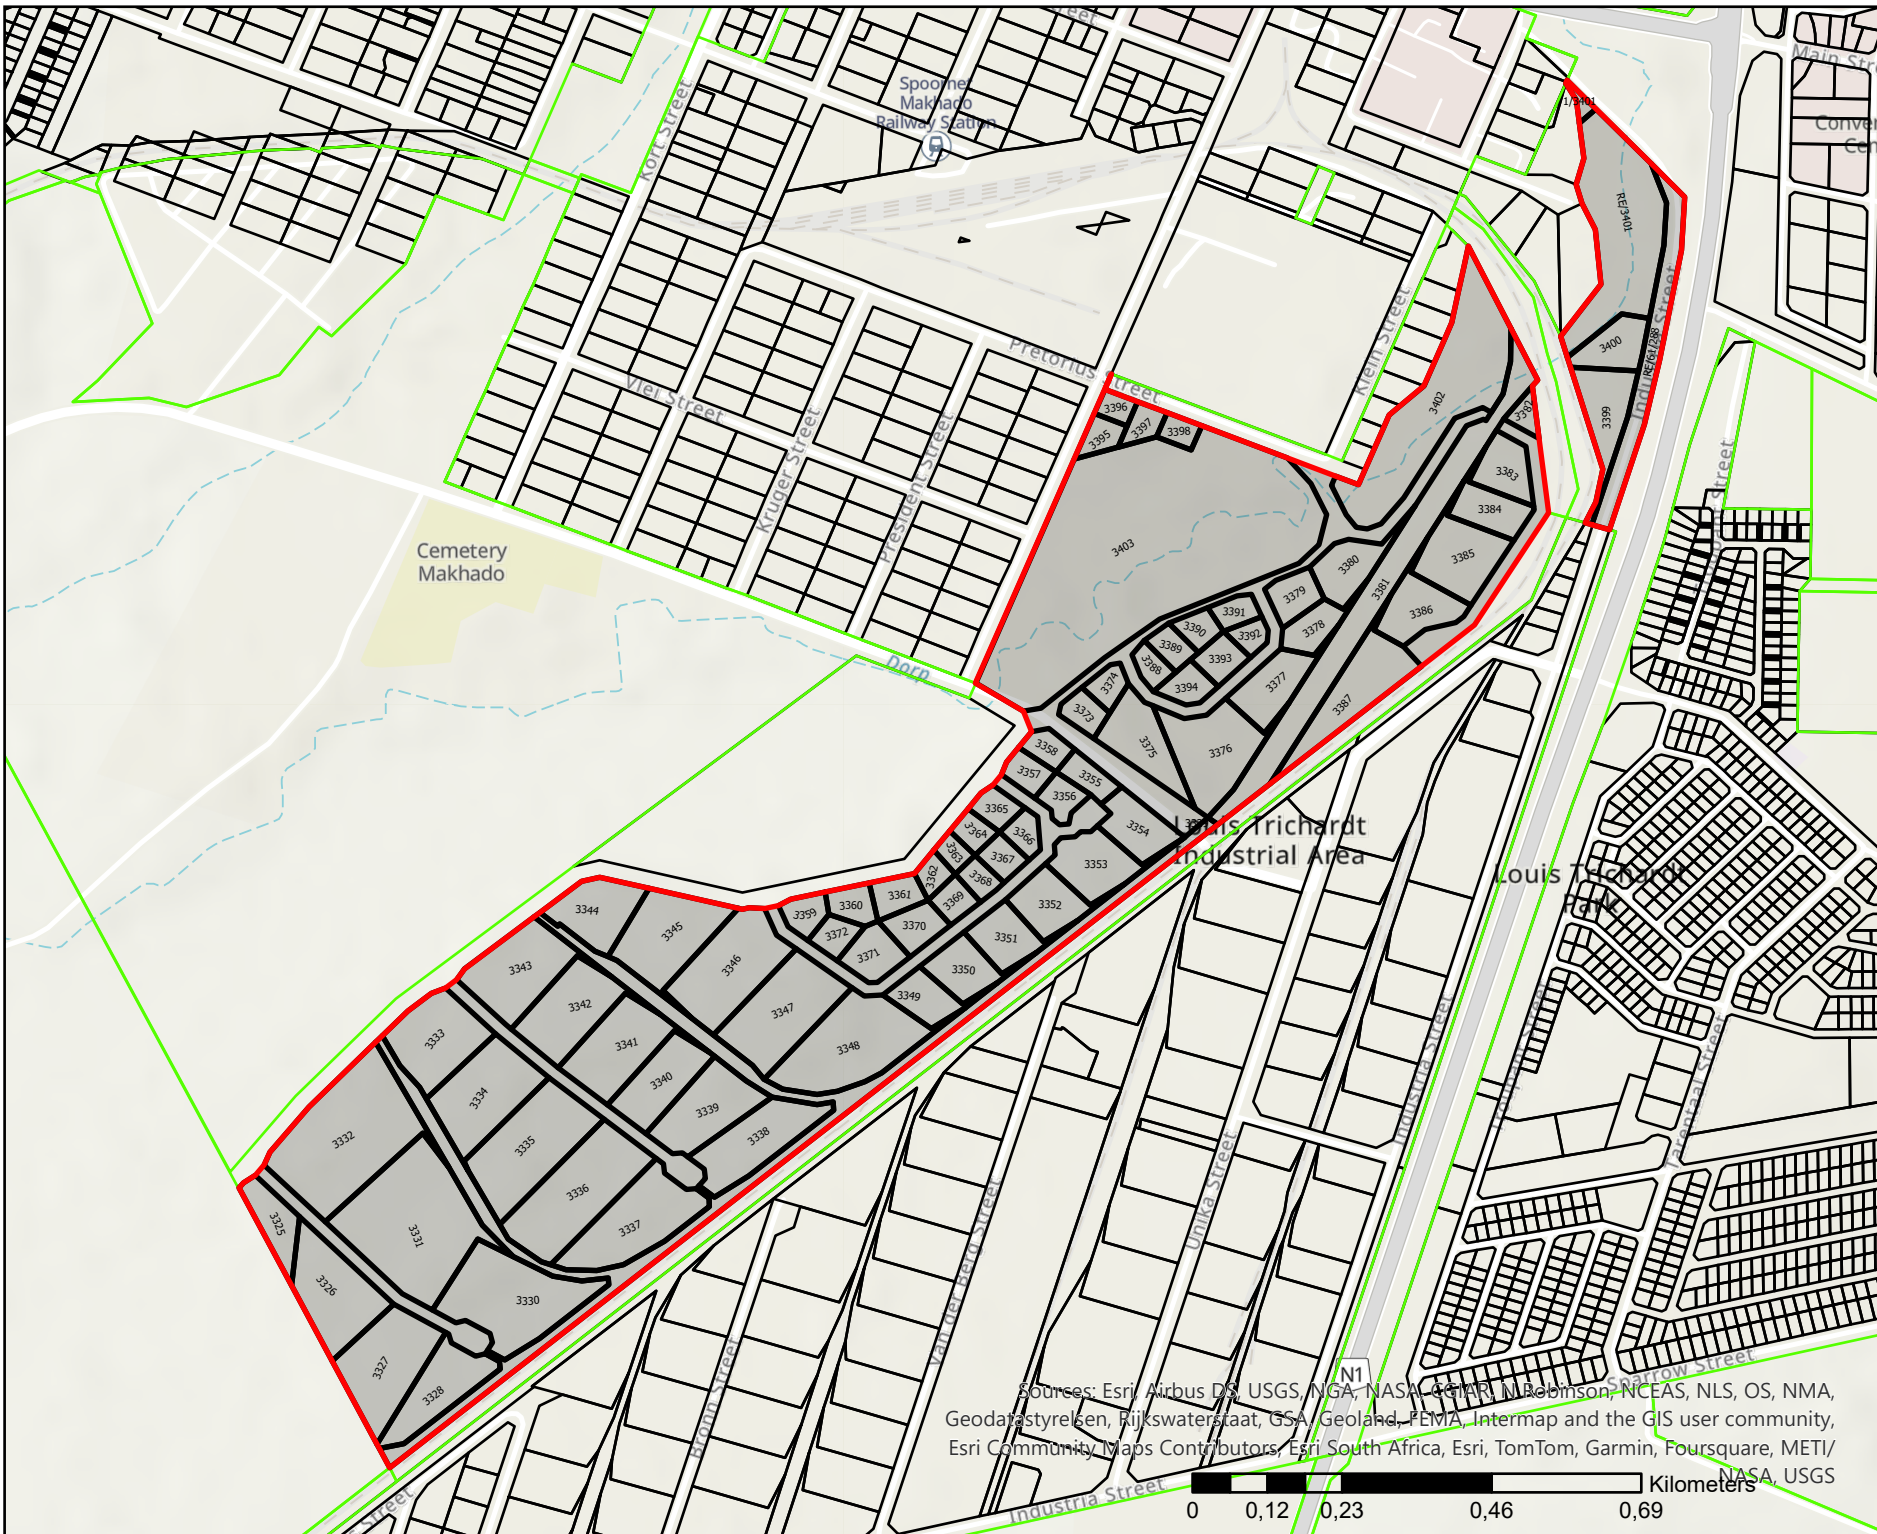 Street
Main Str
Spoornet
Makhado
Railway Station
Kort Street
1/3401
Conve
Cen
RE/3401
Industria Street
Klein Street
Pretorius Street
3400
RE/61/288
3402
3382
3399
3396
3395
3397
3398
Vlei Street
Kruger Street
President Street
3383
3384
3385
3386
3403
3380
3381
3379
3378
3391
3390
3392
3389
3388
3393
3394
3377
3387
Cemetery
Makhado
Dorp
3374
3373
3375
3376
3358
3357
3355
3356
3354
3353
3365
3364
3366
3363
3367
3362
3368
3369
3352
3351
3350
3349
3361
3360
3359
3372
3371
3370
Louis Trichardt
Industrial Area
Louis Trichardt
Park
3344
3345
3346
3347
3348
3343
3342
3341
3340
3339
3338
3333
3334
3335
3336
3337
3332
3331
3330
3325
3326
3327
3328
Industria Street
Tarentaal Street
Unika Street
Van der Berg Street
Bronn Street
Sparrow Street
N1
Sources: Esri, Airbus DS, USGS, NGA, NASA, CGIAR, N Robinson, NCEAS, NLS, OS, NMA,
Geodatastyrelsen, Rijkswaterstaat, GSA, Geoland, FEMA, Intermap and the GIS user community,
Esri Community Maps Contributors, Esri South Africa, Esri, TomTom, Garmin, Foursquare, METI/
NASA, USGS
Kilometers
0 0,12 0,23 0,46 0,69
Industria Street
Street